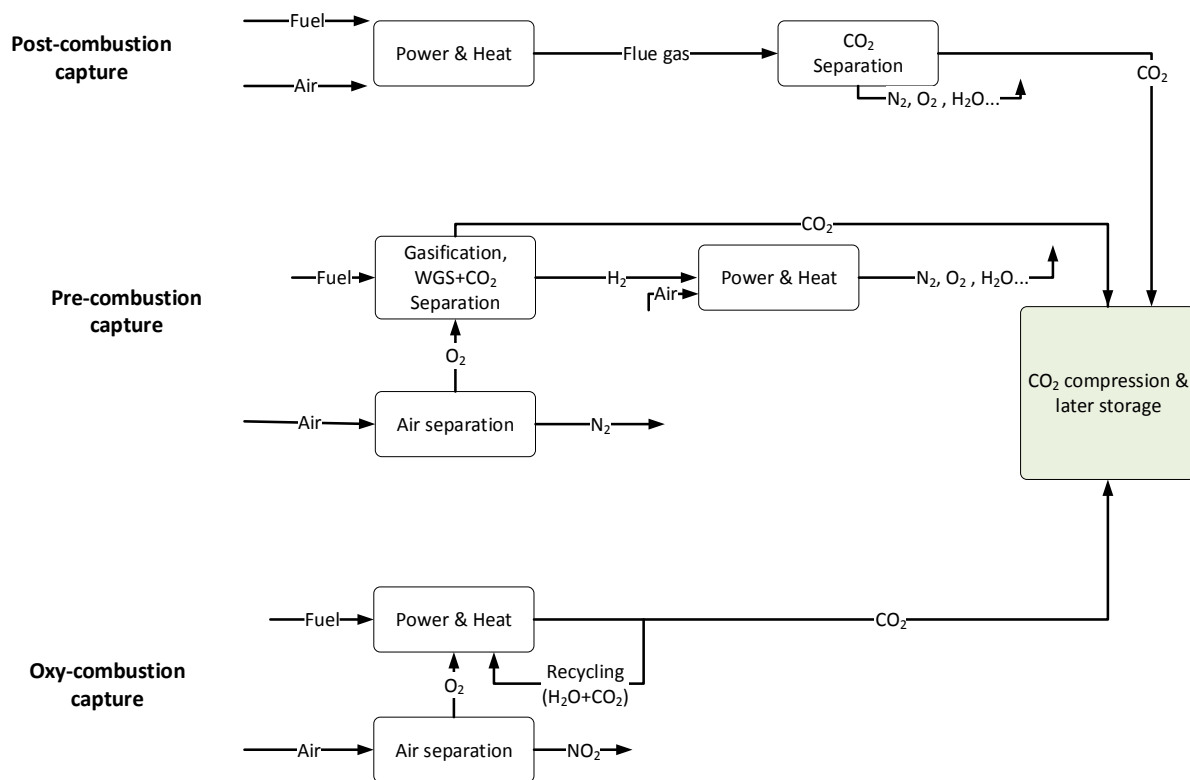 Post-combustion
capture
Fuel
Air
Power & Heat
Flue gas
CO₂
Separation
N₂, O₂ , H₂O...
CO₂
Pre-combustion
capture
Fuel
Gasification,
WGS+CO₂
Separation
CO₂
H₂
Air
Power & Heat
N₂, O₂ , H₂O...
O₂
Air
Air separation
N₂
CO₂ compression &
later storage
Oxy-combustion
capture
Fuel
Power & Heat
CO₂
Recycling
(H₂O+CO₂)
O₂
Air
Air separation
NO₂